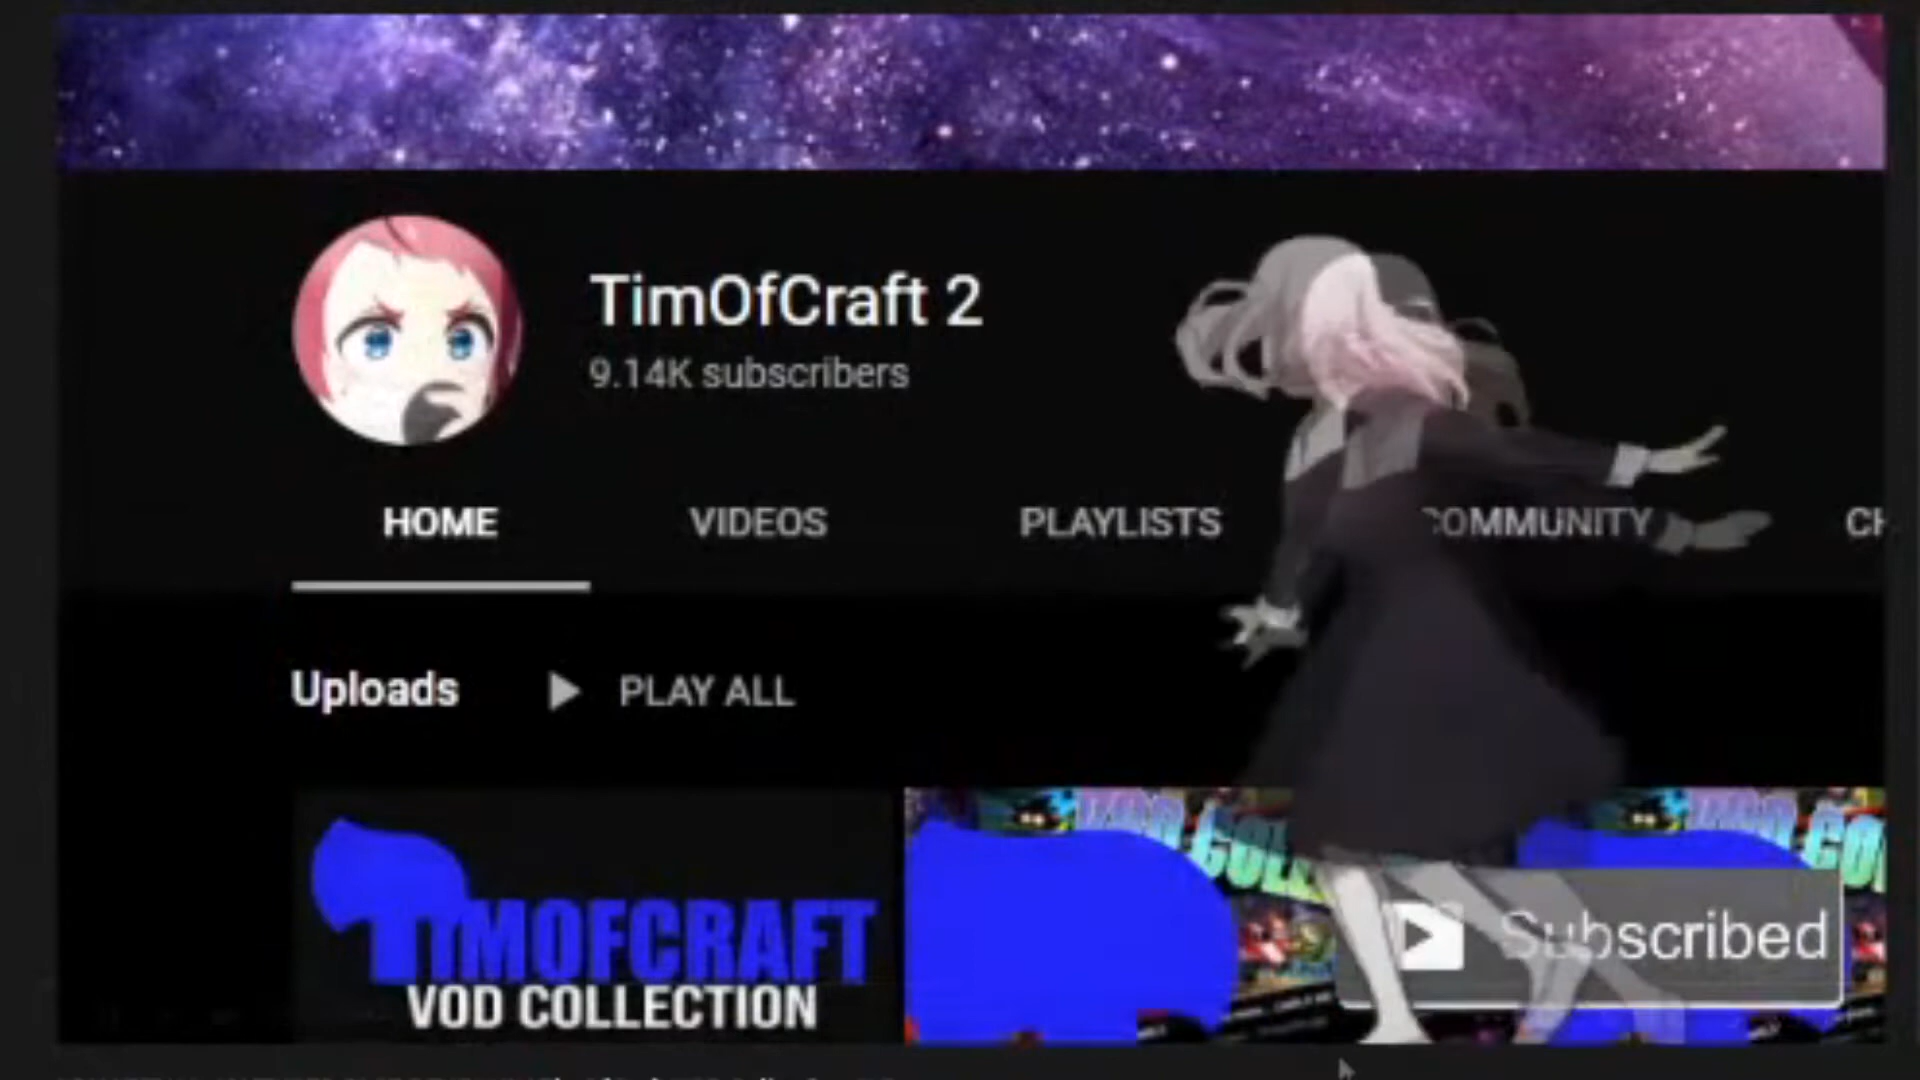 TimOfCraft 2
9.14K subscribers
HOME VIDEOS PLAYLISTS COMMUNITY
Uploads PLAY ALL
TIMOFCRAFT
VOD COLLECTION
Subscribed